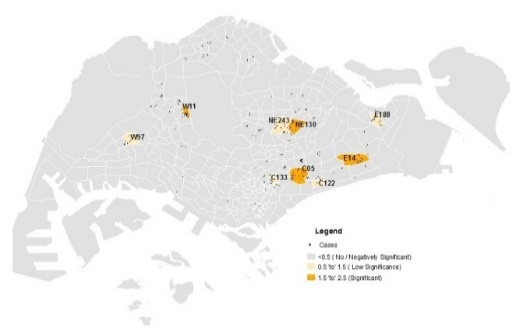 W11
NE243
NE130
E188
W97
E14
C05
C133
C122
Legend
Cases
<0.5 ( No / Negatively Significant)
0.5 'to' 1.5 ( Low Significance)
1.5 'to' 2.5 (Significant)